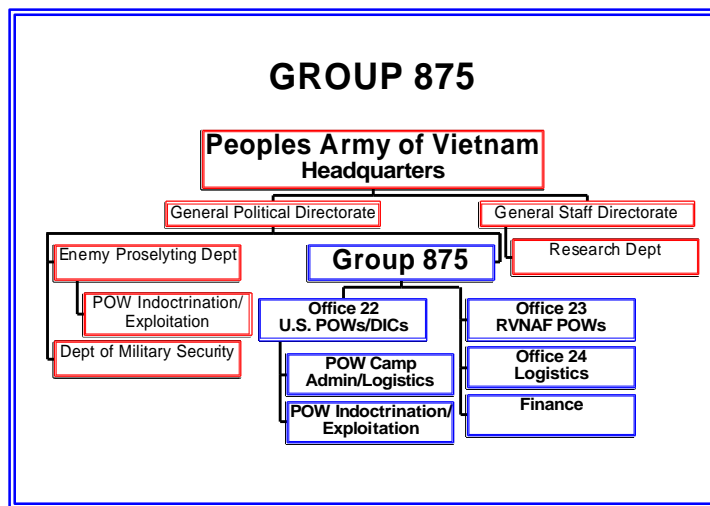 GROUP 875
Peoples Army of Vietnam
Headquarters
General Political Directorate
General Staff Directorate
Enemy Proselyting Dept
Group 875
Research Dept
POW Indoctrination/
Exploitation
Office 22
U.S. POWs/DICs
Office 23
RVNAF POWs
Dept of Military Security
POW Camp
Admin/Logistics
Office 24
Logistics
POW Indoctrination/
Exploitation
Finance